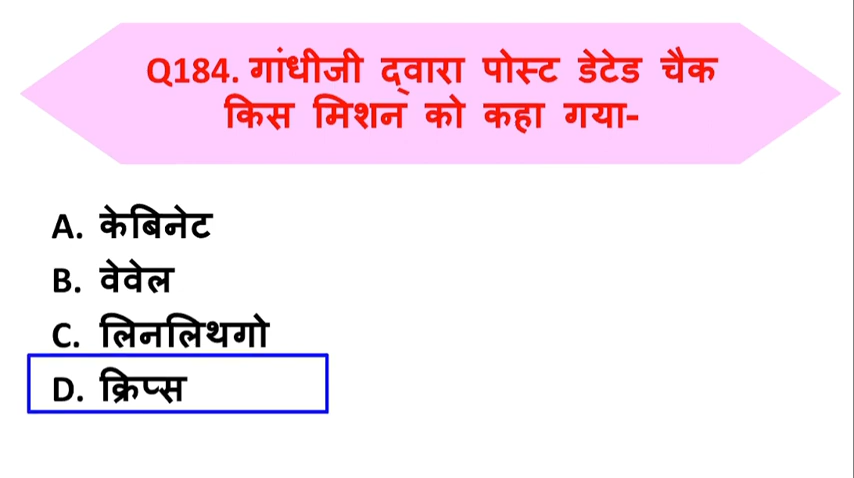 Q184. गांधीजी द्वारा पोस्ट डेटेड चैक
किस मिशन को कहा गया-
A. केबिनेट
B. वेवेल
C. लिनलिथगो
D. क्रिप्स